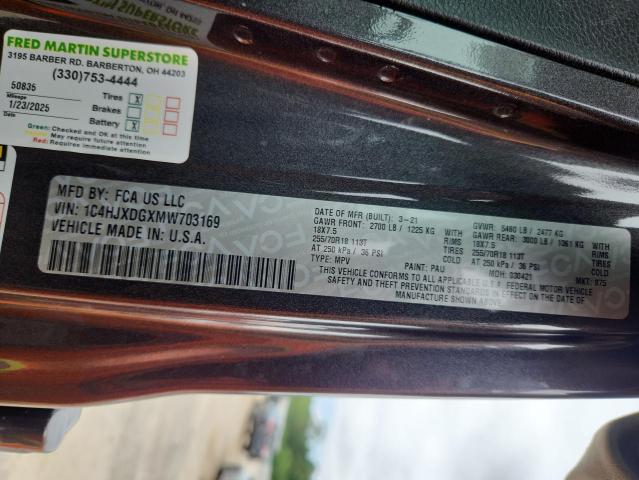 FRED MARTIN SUPERSTORE
3195 BARBER RD. BARBERTON, OH 44203
(330)753-4444
50835
Mileage
1/23/2025
Date
Tires X
Brakes
Battery X
Green: Checked and OK at this time
May require future attention
Red: Requires immediate attention
MFD BY: FCA US LLC
VIN: 1C4HJXDGXMW703169
VEHICLE MADE IN: U.S.A.
DATE OF MFR (BUILT): 3-21 GVWR: 5460 LB / 2477 KG
GAWR FRONT: 2700 LB / 1225 KG WITH GAWR REAR: 3000 LB / 1361 KG WITH
18X7.5 RIMS 18X7.5 RIMS
255/70R18 113T TIRES 255/70R18 113T TIRES
AT 250 kPa / 36 PSI COLD AT 250 kPa / 36 PSI COLD
TYPE: MPV PAINT: PAU MDH: 030421 MKT: 875
THIS VEHICLE CONFORMS TO ALL APPLICABLE U.S.A. FEDERAL MOTOR VEHICLE
SAFETY AND THEFT PREVENTION STANDARDS IN EFFECT ON THE DATE OF
MANUFACTURE SHOWN ABOVE.